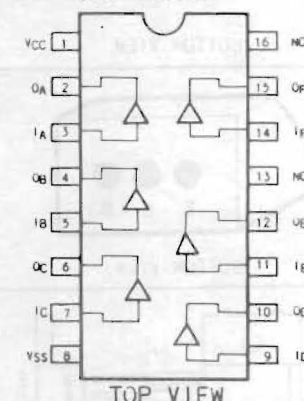 VCC 1 16 NC
OA 2 15 OF
IA 3 14 IF
OB 4 13 NC
IB 5 12 OE
OC 6 11 IE
IC 7 10 OD
VSS 8 9 ID
TOP VIEW